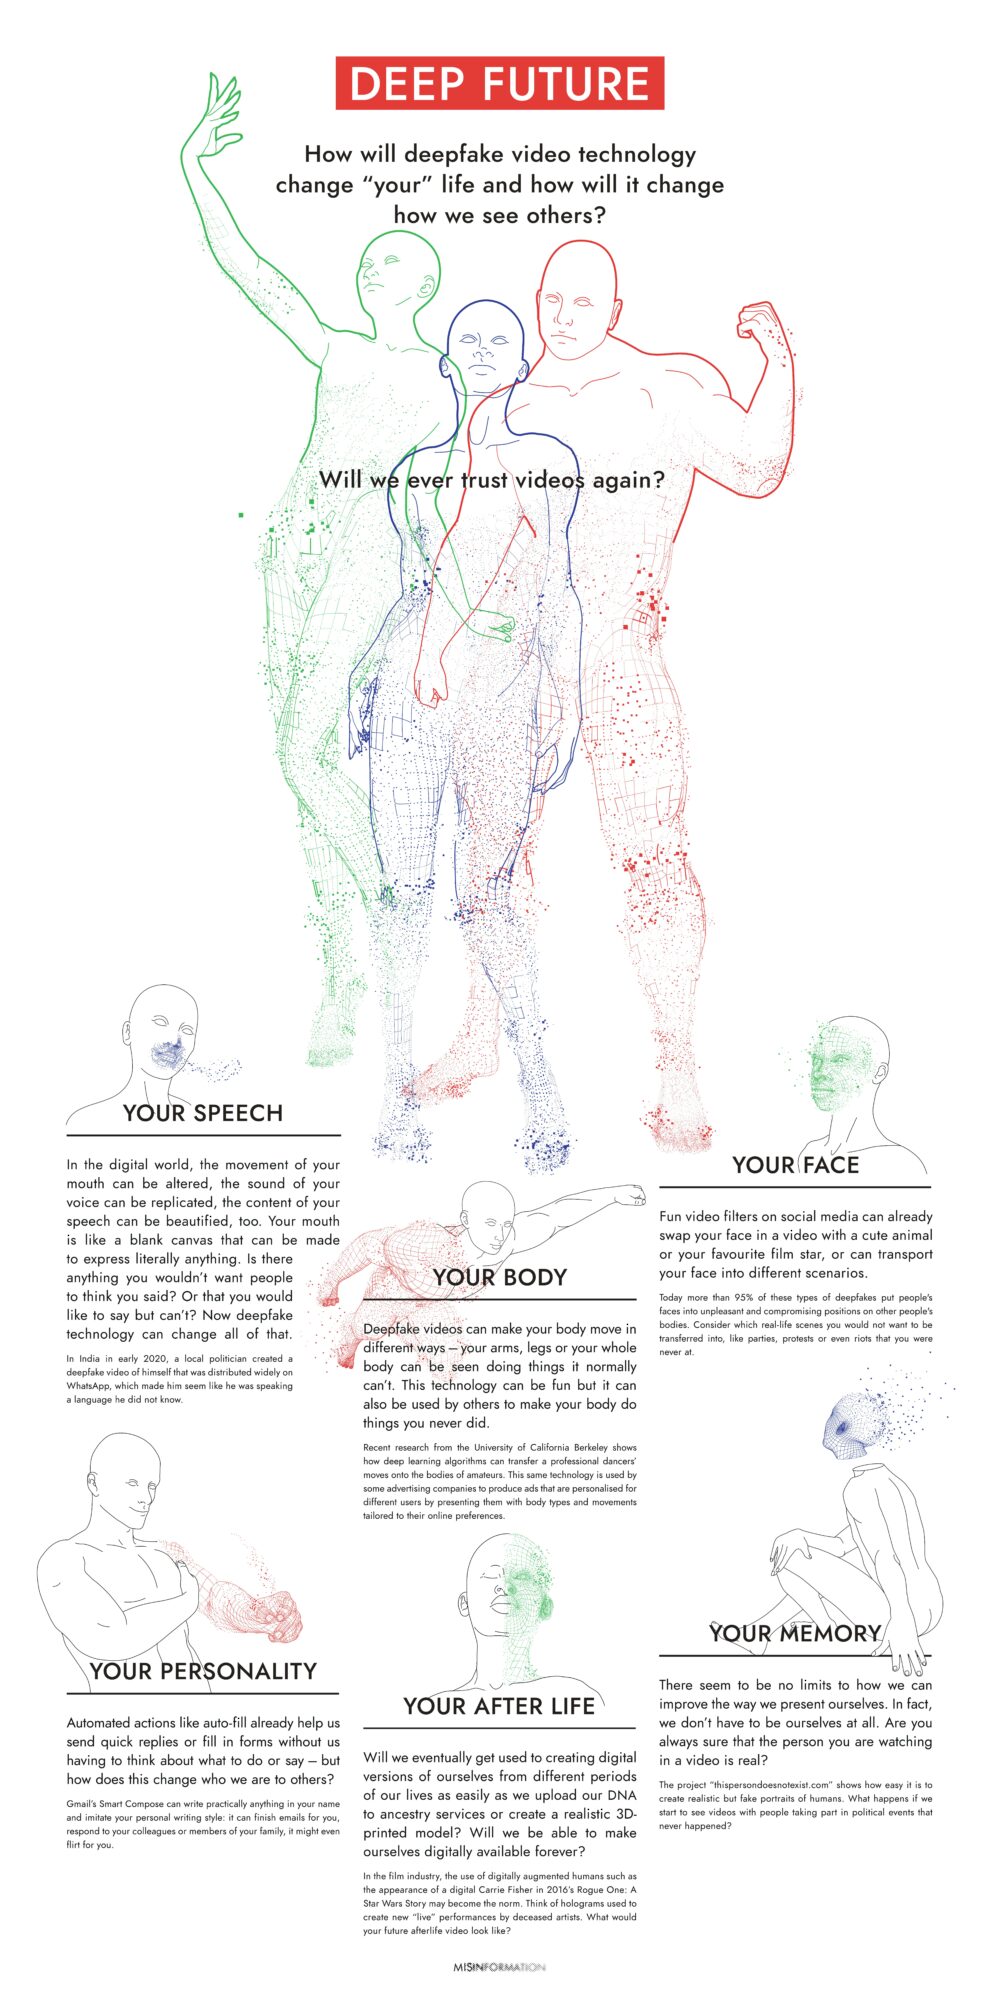 DEEP FUTURE
How will deepfake video technology
change “your” life and how will it change
how we see others?
Will we ever trust videos again?
YOUR SPEECH
In the digital world, the movement of your
mouth can be altered, the sound of your
voice can be replicated, the content of your
speech can be beautified, too. Your mouth
is like a blank canvas that can be made
to express literally anything. Is there
anything you wouldn’t want people
to think you said? Or that you would
like to say but can’t? Now deepfake
technology can change all of that.
In India in early 2020, a local politician created a
deepfake video of himself that was distributed widely on
WhatsApp, which made him seem like he was speaking
a language he did not know.
YOUR BODY
Deepfake videos can make your body move in
different ways – your arms, legs or your whole
body can be seen doing things it normally
can’t. This technology can be fun but it can
also be used by others to make your body do
things you never did.
Recent research from the University of California Berkeley shows
how deep learning algorithms can transfer a professional dancers’
moves onto the bodies of amateurs. This same technology is used by
some advertising companies to produce ads that are personalised for
different users by presenting them with body types and movements
tailored to their online preferences.
YOUR FACE
Fun video filters on social media can already
swap your face in a video with a cute animal
or your favourite film star, or can transport
your face into different scenarios.
Today more than 95% of these types of deepfakes put people’s
faces into unpleasant and compromising positions on other people’s
bodies. Consider which real-life scenes you would not want to be
transferred into, like parties, protests or even riots that you were
never at.
YOUR PERSONALITY
Automated actions like auto-fill already help us
send quick replies or fill in forms without us
having to think about what to do or say – but
how does this change who we are to others?
Gmail’s Smart Compose can write practically anything in your name
and imitate your personal writing style: it can finish emails for you,
respond to your colleagues or members of your family, it might even
flirt for you.
YOUR AFTER LIFE
Will we eventually get used to creating digital
versions of ourselves from different periods
of our lives as easily as we upload our DNA
to ancestry services or create a realistic 3D-
printed model? Will we be able to make
ourselves digitally available forever?
In the film industry, the use of digitally augmented humans such as
the appearance of a digital Carrie Fisher in 2016’s Rogue One: A
Star Wars Story may become the norm. Think of holograms used to
create new “live” performances by deceased artists. What would
your future afterlife video look like?
YOUR MEMORY
There seem to be no limits to how we can
improve the way we present ourselves. In fact,
we don’t have to be ourselves at all. Are you
always sure that the person you are watching
in a video is real?
The project “thispersondoesnotexist.com” shows how easy it is to
create realistic but fake portraits of humans. What happens if we
start to see videos with people taking part in political events that
never happened?
MISINFORMATION